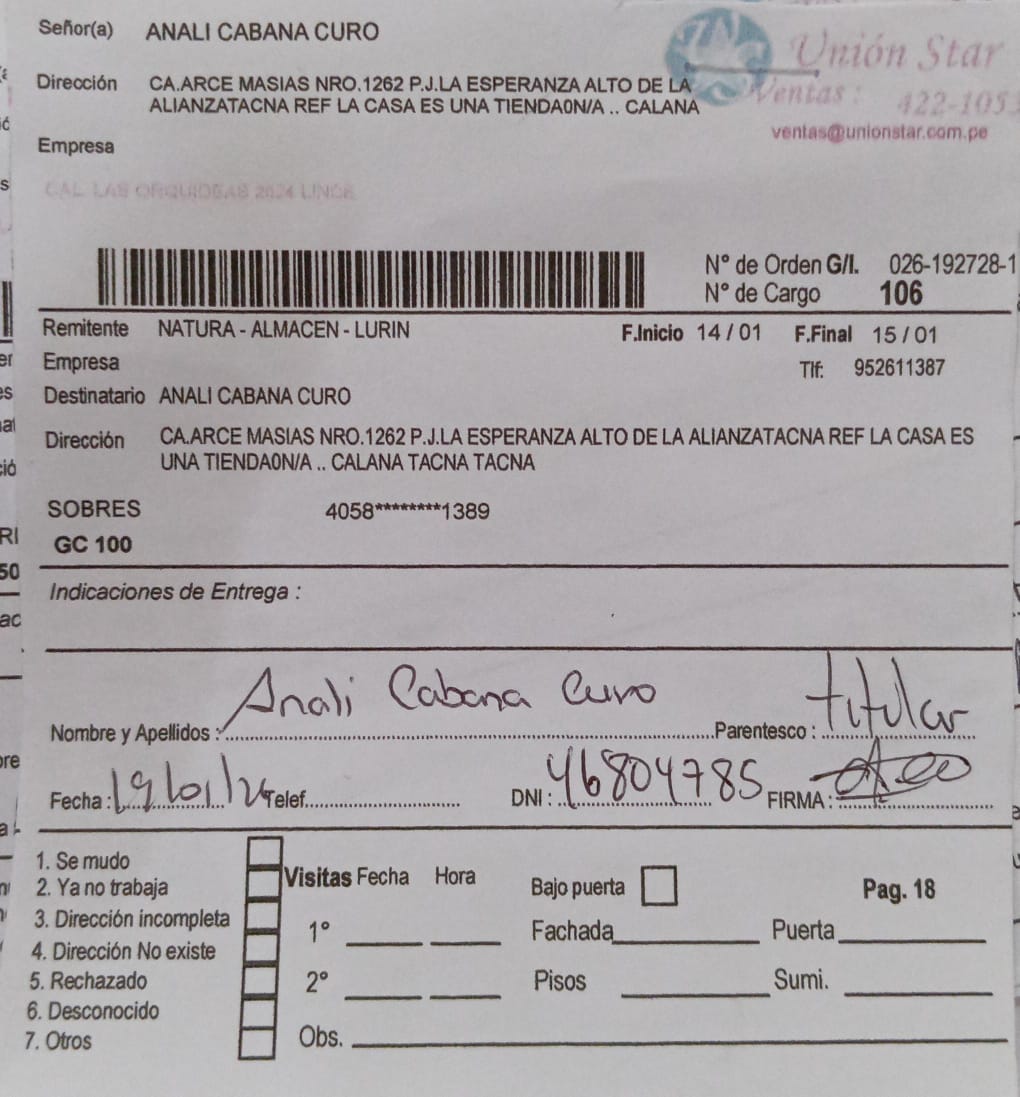 Señor(a) ANALI CABANA CURO
Unión Star
Dirección CA.ARCE MASIAS NRO.1262 P.J.LA ESPERANZA ALTO DE LA
ALIANZATACNA REF LA CASA ES UNA TIENDA0N/A .. CALANA
Ventas : 422-1053
ventas@unionstar.com.pe
Empresa
CAL. LAS ORQUIDEAS 2624 LINCE
N° de Orden G/I. 026-192728-1
N° de Cargo 106
Remitente NATURA - ALMACEN - LURIN F.Inicio 14 / 01 F.Final 15 / 01
Empresa Tlf: 952611387
Destinatario ANALI CABANA CURO
Dirección CA.ARCE MASIAS NRO.1262 P.J.LA ESPERANZA ALTO DE LA ALIANZATACNA REF LA CASA ES
UNA TIENDA0N/A .. CALANA TACNA TACNA
SOBRES 4058********1389
GC 100
Indicaciones de Entrega :
Nombre y Apellidos : Anali Cabana Curo Parentesco : titular
Fecha : 19/01/24 Telef. DNI : 46804785 FIRMA :
1. Se mudo
2. Ya no trabaja
3. Dirección incompleta
4. Dirección No existe
5. Rechazado
6. Desconocido
7. Otros
Visitas Fecha Hora
1°
2°
Obs.
Bajo puerta Pag. 18
Fachada Puerta
Pisos Sumi.